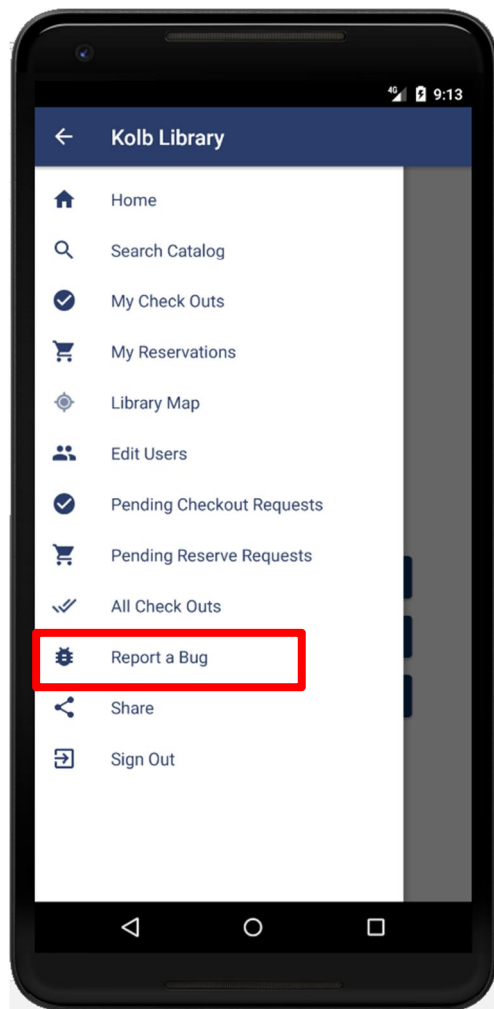 4G 9:13
Kolb Library
Home
Search Catalog
My Check Outs
My Reservations
Library Map
Edit Users
Pending Checkout Requests
Pending Reserve Requests
All Check Outs
Report a Bug
Share
Sign Out